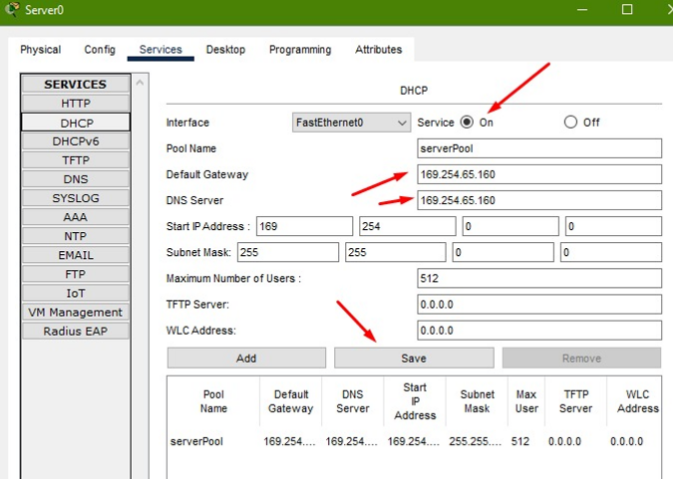 Server0
Physical Config Services Desktop Programming Attributes
SERVICES
HTTP
DHCP
DHCPv6
TFTP
DNS
SYSLOG
AAA
NTP
EMAIL
FTP
IoT
VM Management
Radius EAP
DHCP
Interface FastEthernet0 Service On Off
Pool Name serverPool
Default Gateway 169.254.65.160
DNS Server 169.254.65.160
Start IP Address : 169 254 0 0
Subnet Mask: 255 255 0 0
Maximum Number of Users : 512
TFTP Server: 0.0.0.0
WLC Address: 0.0.0.0
Add Save Remove
Pool Name Default Gateway DNS Server Start IP Address Subnet Mask Max User TFTP Server WLC Address
serverPool 169.254.... 169.254.... 169.254.... 255.255.... 512 0.0.0.0 0.0.0.0